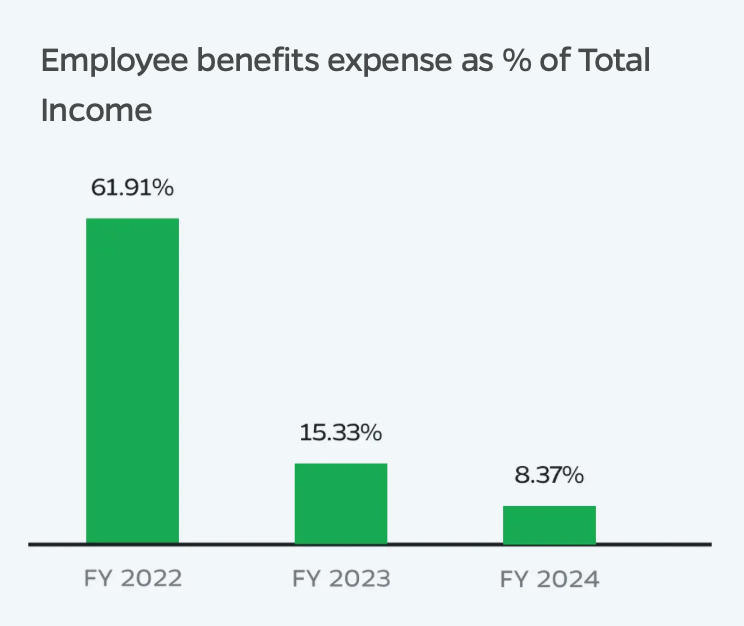 Employee benefits expense as % of Total
Income
61.91%
15.33%
8.37%
FY 2022
FY 2023
FY 2024